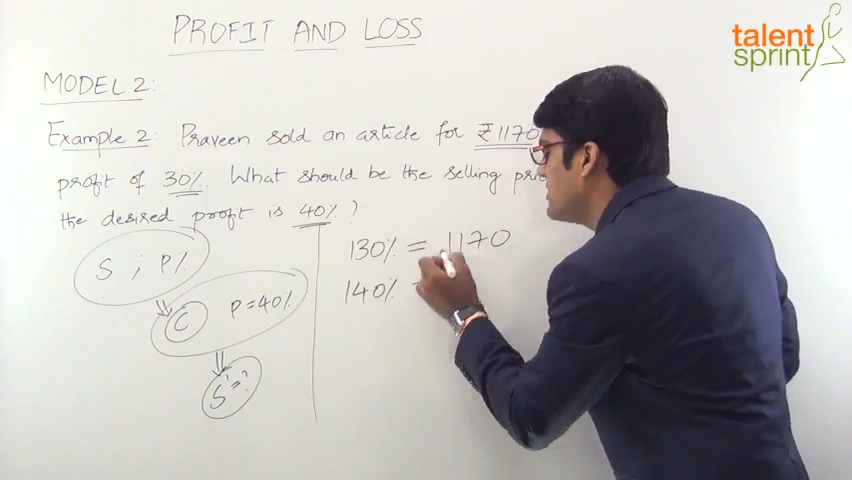 PROFIT AND LOSS
talent
sprint
MODEL 2:
Example 2: Praveen sold an article for ₹1170
profit of 30%. What should be the selling pri
the desired profit is 40%?
S ; P%
C P=40%
S' = ?
130% = 1170
140%